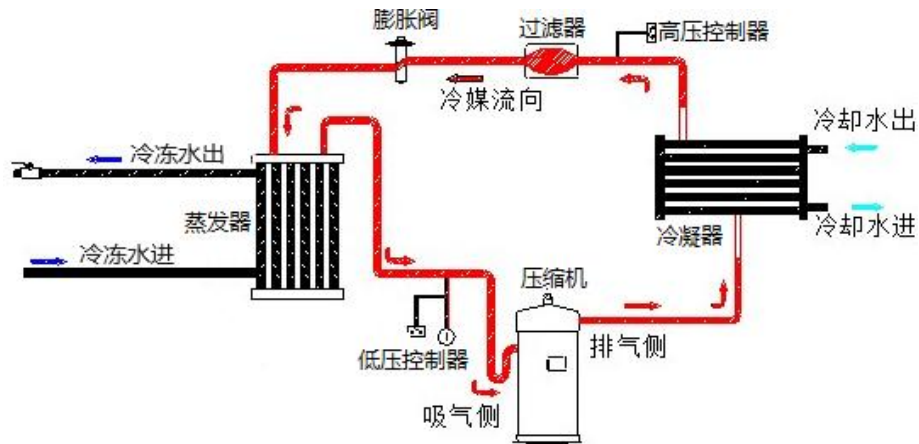 膨胀阀
过滤器
高压控制器
冷媒流向
冷却水出
冷冻水出
蒸发器
冷却水进
冷凝器
冷冻水进
压缩机
排气侧
低压控制器
吸气侧